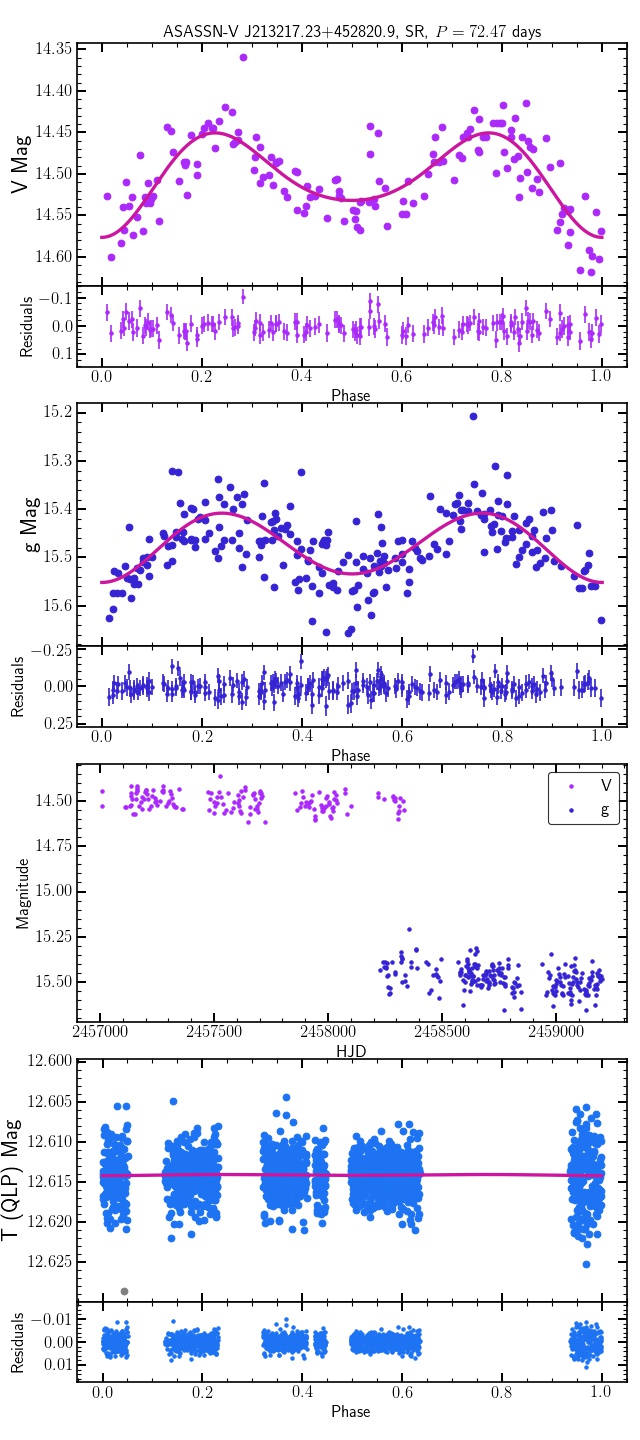 ASASSN-V J213217.23+452820.9, SR, P = 72.47 days
14.35
14.40
14.45
14.50
14.55
14.60
V Mag
−0.1
0.0
0.1
Residuals
0.0 0.2 0.4 0.6 0.8 1.0
Phase
15.2
15.3
15.4
15.5
15.6
g Mag
−0.25
0.00
0.25
Residuals
0.0 0.2 0.4 0.6 0.8 1.0
Phase
14.50
14.75
15.00
15.25
15.50
Magnitude
V
g
2457000 2457500 2458000 2458500 2459000
HJD
12.600
12.605
12.610
12.615
12.620
12.625
T (QLP) Mag
−0.01
0.00
0.01
Residuals
0.0 0.2 0.4 0.6 0.8 1.0
Phase